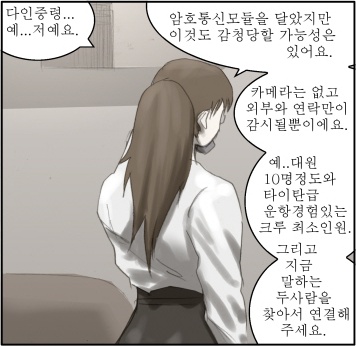 다인중령...
예...저예요.
암호통신모듈을 달았지만
이것도 감청당할 가능성은
있어요.
카메라는 없고
외부와 연락만이
감시될뿐이에요.
예..대원
10명정도와
타이탄급
운항경험있는
크루 최소인원.
그리고
지금
말하는
두사람을
찾아서 연결해
주세요.